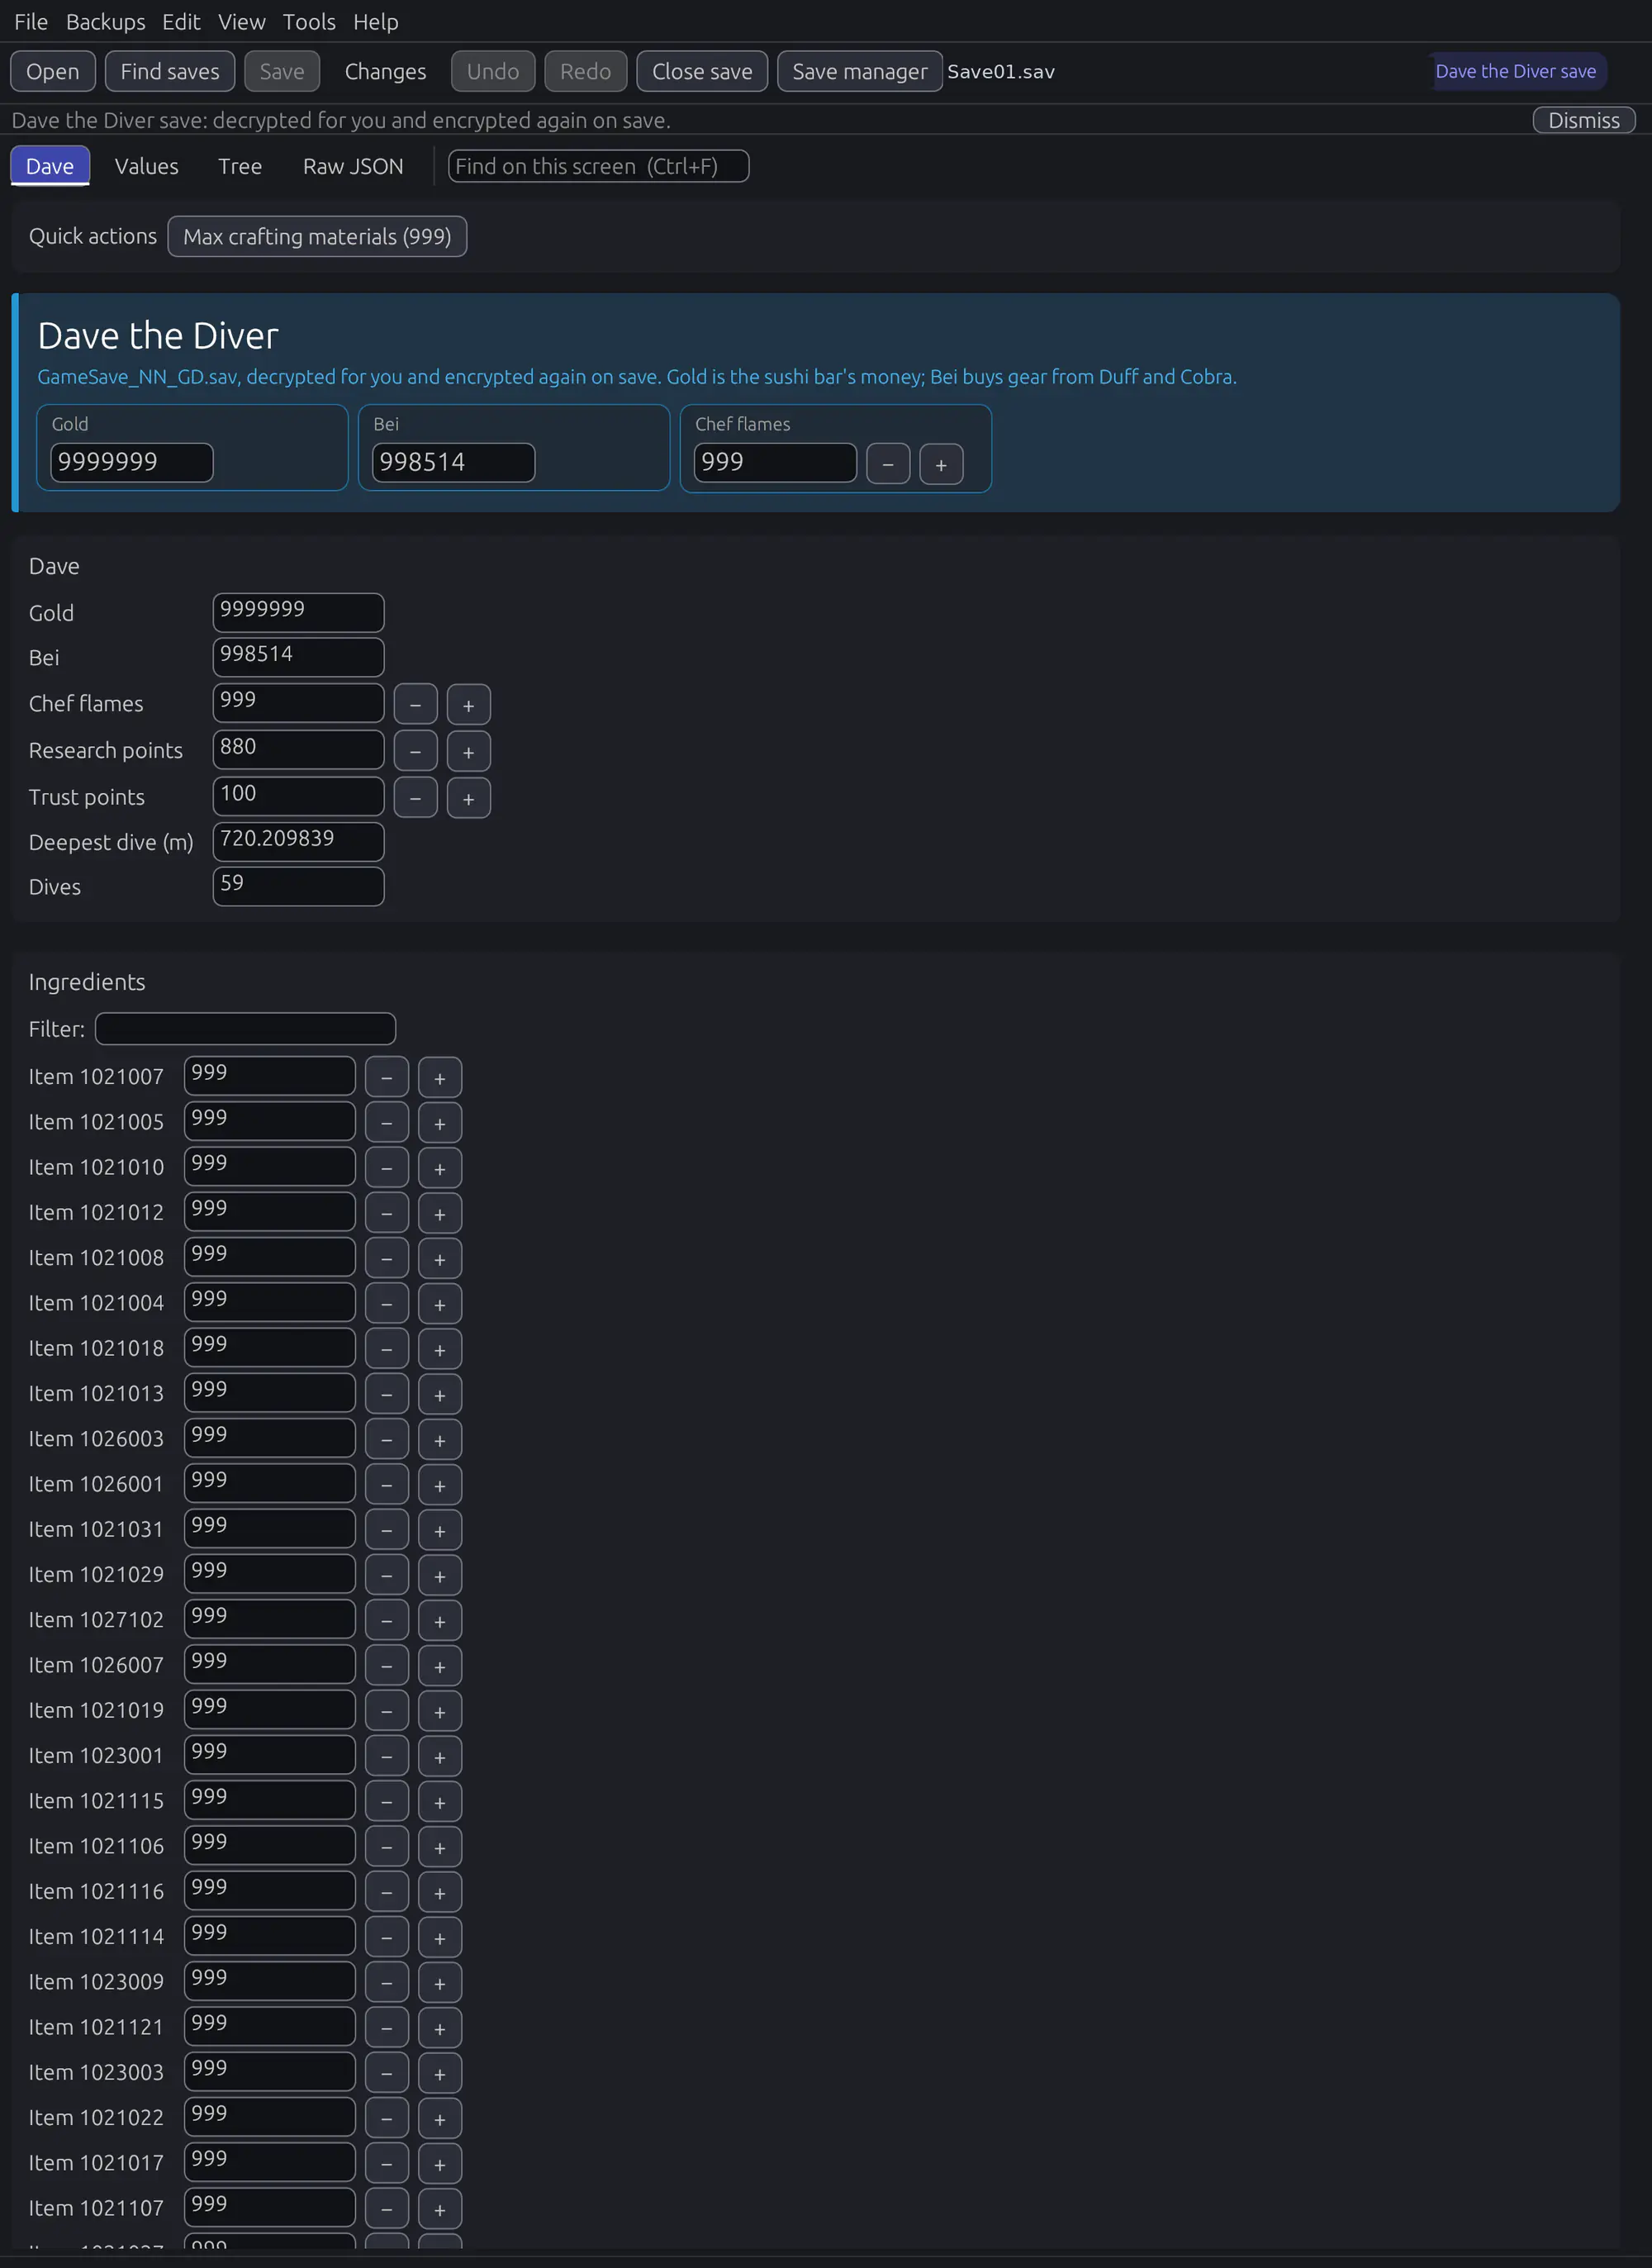 File Backups Edit View Tools Help
Open Find saves Save Changes Undo Redo Close save Save manager Save01.sav Dave the Diver save
Dave the Diver save: decrypted for you and encrypted again on save. Dismiss
Dave Values Tree Raw JSON Find on this screen (Ctrl+F)
Quick actions Max crafting materials (999)
Dave the Diver
GameSave_NN_GD.sav, decrypted for you and encrypted again on save. Gold is the sushi bar's money; Bei buys gear from Duff and Cobra.
Gold Bei Chef flames
9999999 998514 999 − +
Dave
Gold 9999999
Bei 998514
Chef flames 999 − +
Research points 880 − +
Trust points 100 − +
Deepest dive (m) 720.209839
Dives 59
Ingredients
Filter:
Item 1021007 999 − +
Item 1021005 999 − +
Item 1021010 999 − +
Item 1021012 999 − +
Item 1021008 999 − +
Item 1021004 999 − +
Item 1021018 999 − +
Item 1021013 999 − +
Item 1026003 999 − +
Item 1026001 999 − +
Item 1021031 999 − +
Item 1021029 999 − +
Item 1027102 999 − +
Item 1026007 999 − +
Item 1021019 999 − +
Item 1023001 999 − +
Item 1021115 999 − +
Item 1021106 999 − +
Item 1021116 999 − +
Item 1021114 999 − +
Item 1023009 999 − +
Item 1021121 999 − +
Item 1023003 999 − +
Item 1021022 999 − +
Item 1021017 999 − +
Item 1021107 999 − +